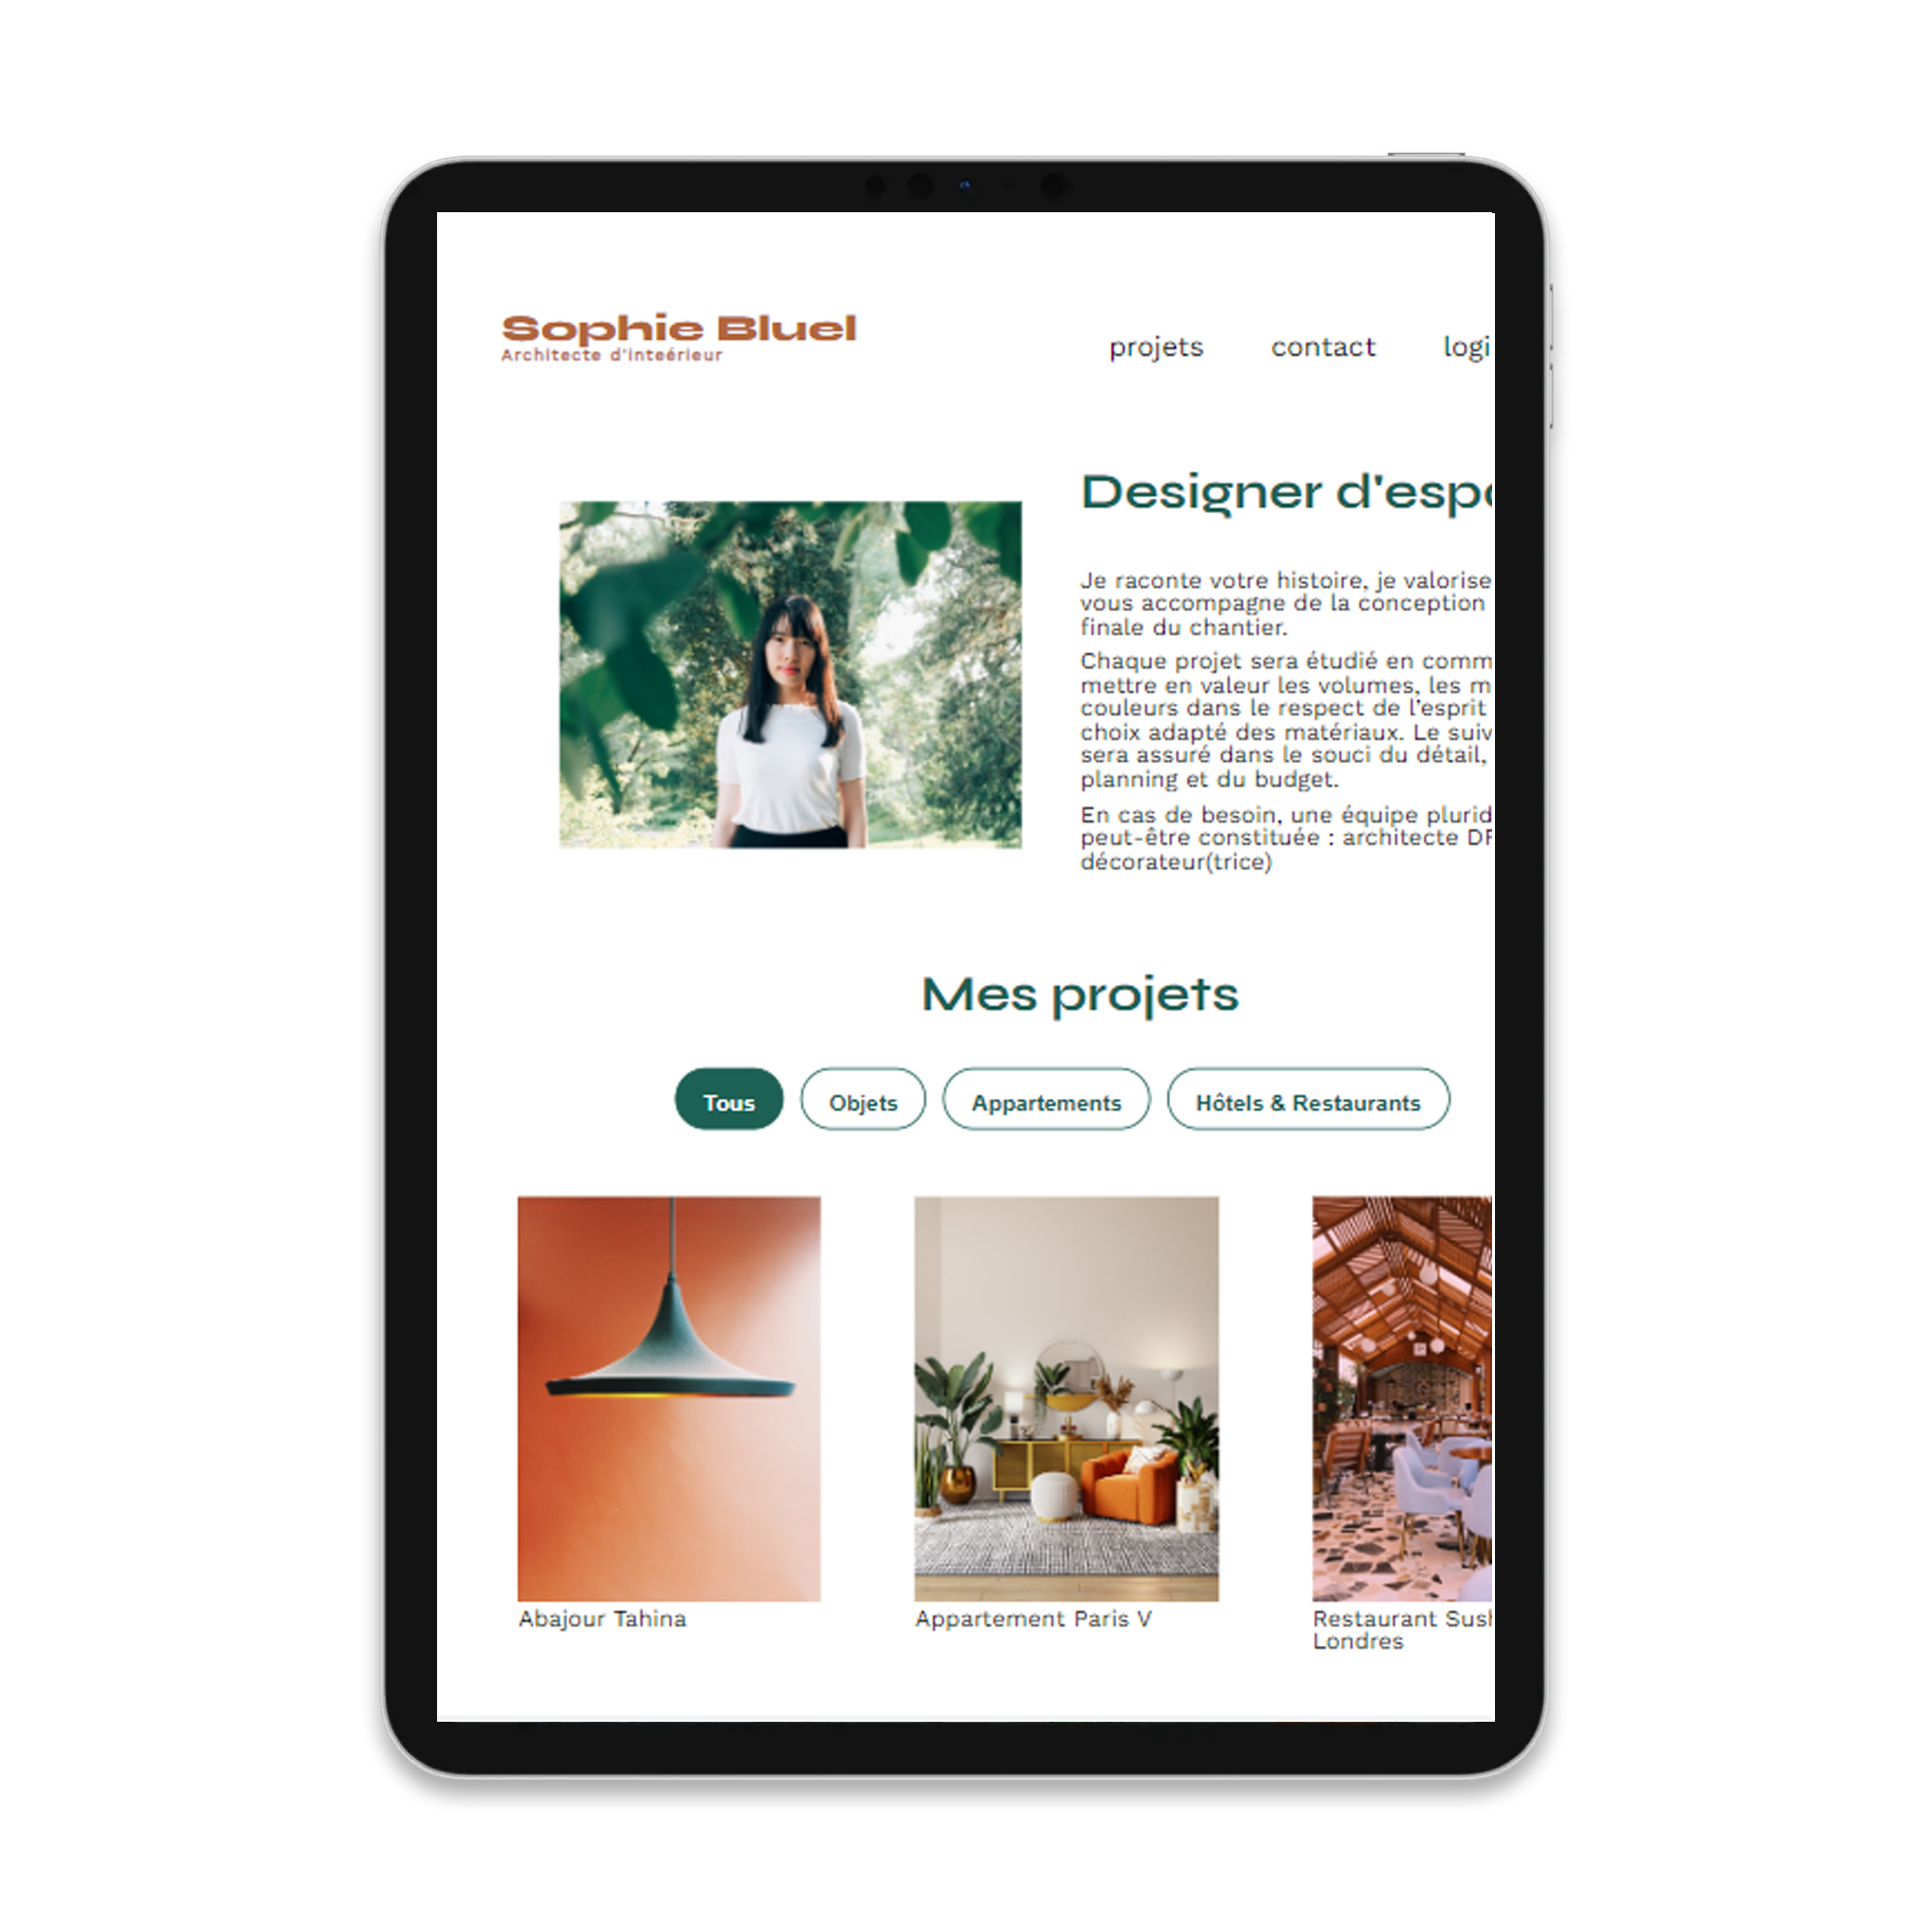 Sophie Bluel
Architecte d'inteérieur
projets contact logi
Designer d'espa
Je raconte votre histoire, je valorise
vous accompagne de la conception
finale du chantier.
Chaque projet sera étudié en comm
mettre en valeur les volumes, les m
couleurs dans le respect de l'esprit
choix adapté des matériaux. Le suiv
sera assuré dans le souci du détail,
planning et du budget.
En cas de besoin, une équipe plurid
peut-être constituée : architecte DP
décorateur(trice)
Mes projets
Tous Objets Appartements Hôtels & Restaurants
Abajour Tahina
Appartement Paris V
Restaurant Sush
Londres